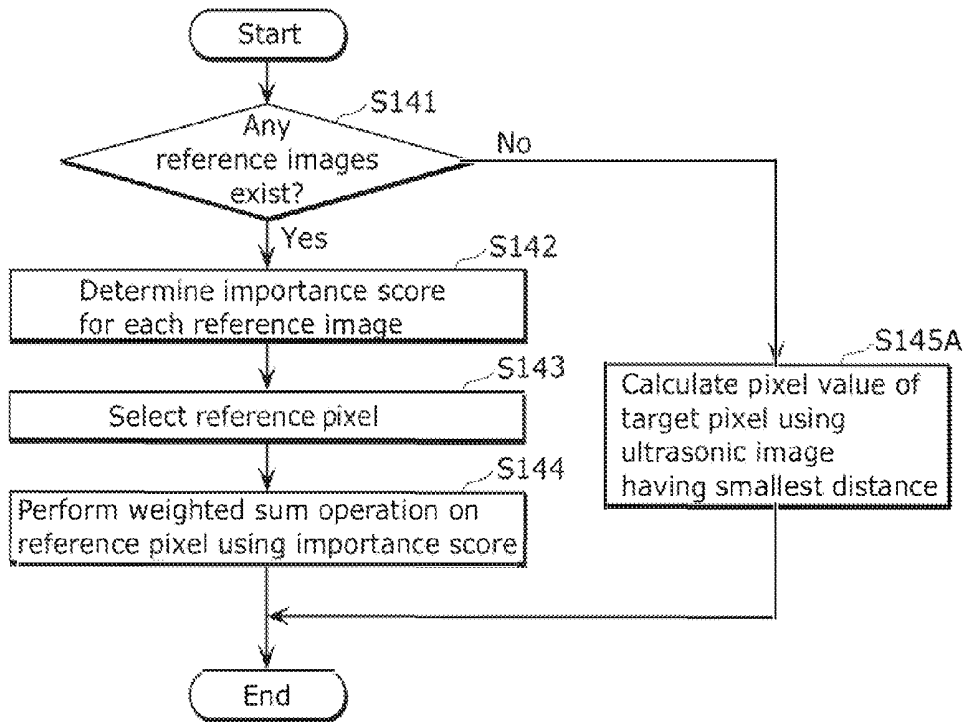 Start
S141
Any
reference images
exist?
No
Yes
S142
Determine importance score
for each reference image
S143
Select reference pixel
S144
Perform weighted sum operation on
reference pixel using importance score
S145A
Calculate pixel value of
target pixel using
ultrasonic image
having smallest distance
End